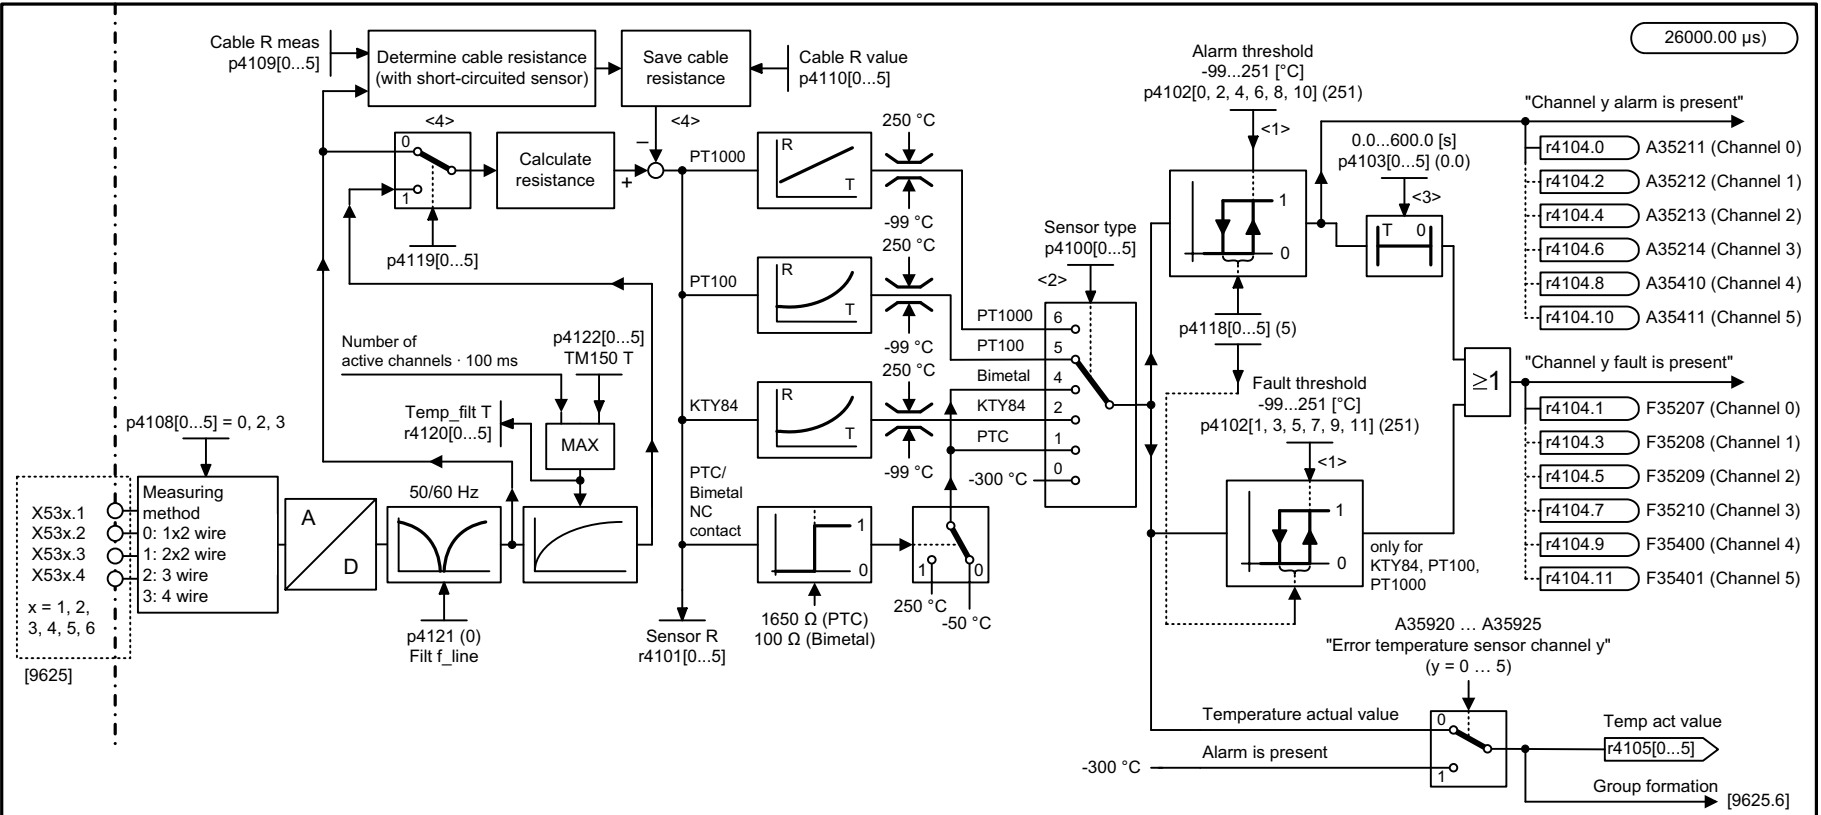 26000.00 µs)
Cable R meas
p4109[0...5]
Determine cable resistance
(with short-circuited sensor)
Save cable
resistance
Cable R value
p4110[0...5]
<4>
<4>
0
1
Calculate
resistance
–
+
p4119[0...5]
PT1000
R
T
250 °C
-99 °C
PT100
R
T
250 °C
-99 °C
KTY84
R
T
250 °C
-99 °C
PTC/
Bimetal
NC
contact
1
0
1650 Ω (PTC)
100 Ω (Bimetal)
1
0
250 °C
-50 °C
Number of
active channels · 100 ms
p4122[0...5]
TM150 T
Temp_filt T
r4120[0...5]
MAX
p4108[0...5] = 0, 2, 3
X53x.1
X53x.2
X53x.3
X53x.4
x = 1, 2,
3, 4, 5, 6
[9625]
Measuring
method
0: 1x2 wire
1: 2x2 wire
2: 3 wire
3: 4 wire
A
D
50/60 Hz
p4121 (0)
Filt f_line
Sensor R
r4101[0...5]
Sensor type
p4100[0...5]
<2>
PT1000
6
PT100
5
Bimetal
4
KTY84
2
PTC
1
-300 °C
0
Alarm threshold
-99...251 [°C]
p4102[0, 2, 4, 6, 8, 10] (251)
<1>
1
0
p4118[0...5] (5)
0.0...600.0 [s]
p4103[0...5] (0.0)
<3>
T
0
Fault threshold
-99...251 [°C]
p4102[1, 3, 5, 7, 9, 11] (251)
<1>
1
0
only for
KTY84, PT100,
PT1000
≥1
"Channel y alarm is present"
r4104.0 A35211 (Channel 0)
r4104.2 A35212 (Channel 1)
r4104.4 A35213 (Channel 2)
r4104.6 A35214 (Channel 3)
r4104.8 A35410 (Channel 4)
r4104.10 A35411 (Channel 5)
"Channel y fault is present"
r4104.1 F35207 (Channel 0)
r4104.3 F35208 (Channel 1)
r4104.5 F35209 (Channel 2)
r4104.7 F35210 (Channel 3)
r4104.9 F35400 (Channel 4)
r4104.11 F35401 (Channel 5)
A35920 … A35925
"Error temperature sensor channel y"
(y = 0 … 5)
Temperature actual value
0
Alarm is present
-300 °C
1
Temp act value
r4105[0...5]
Group formation
[9625.6]